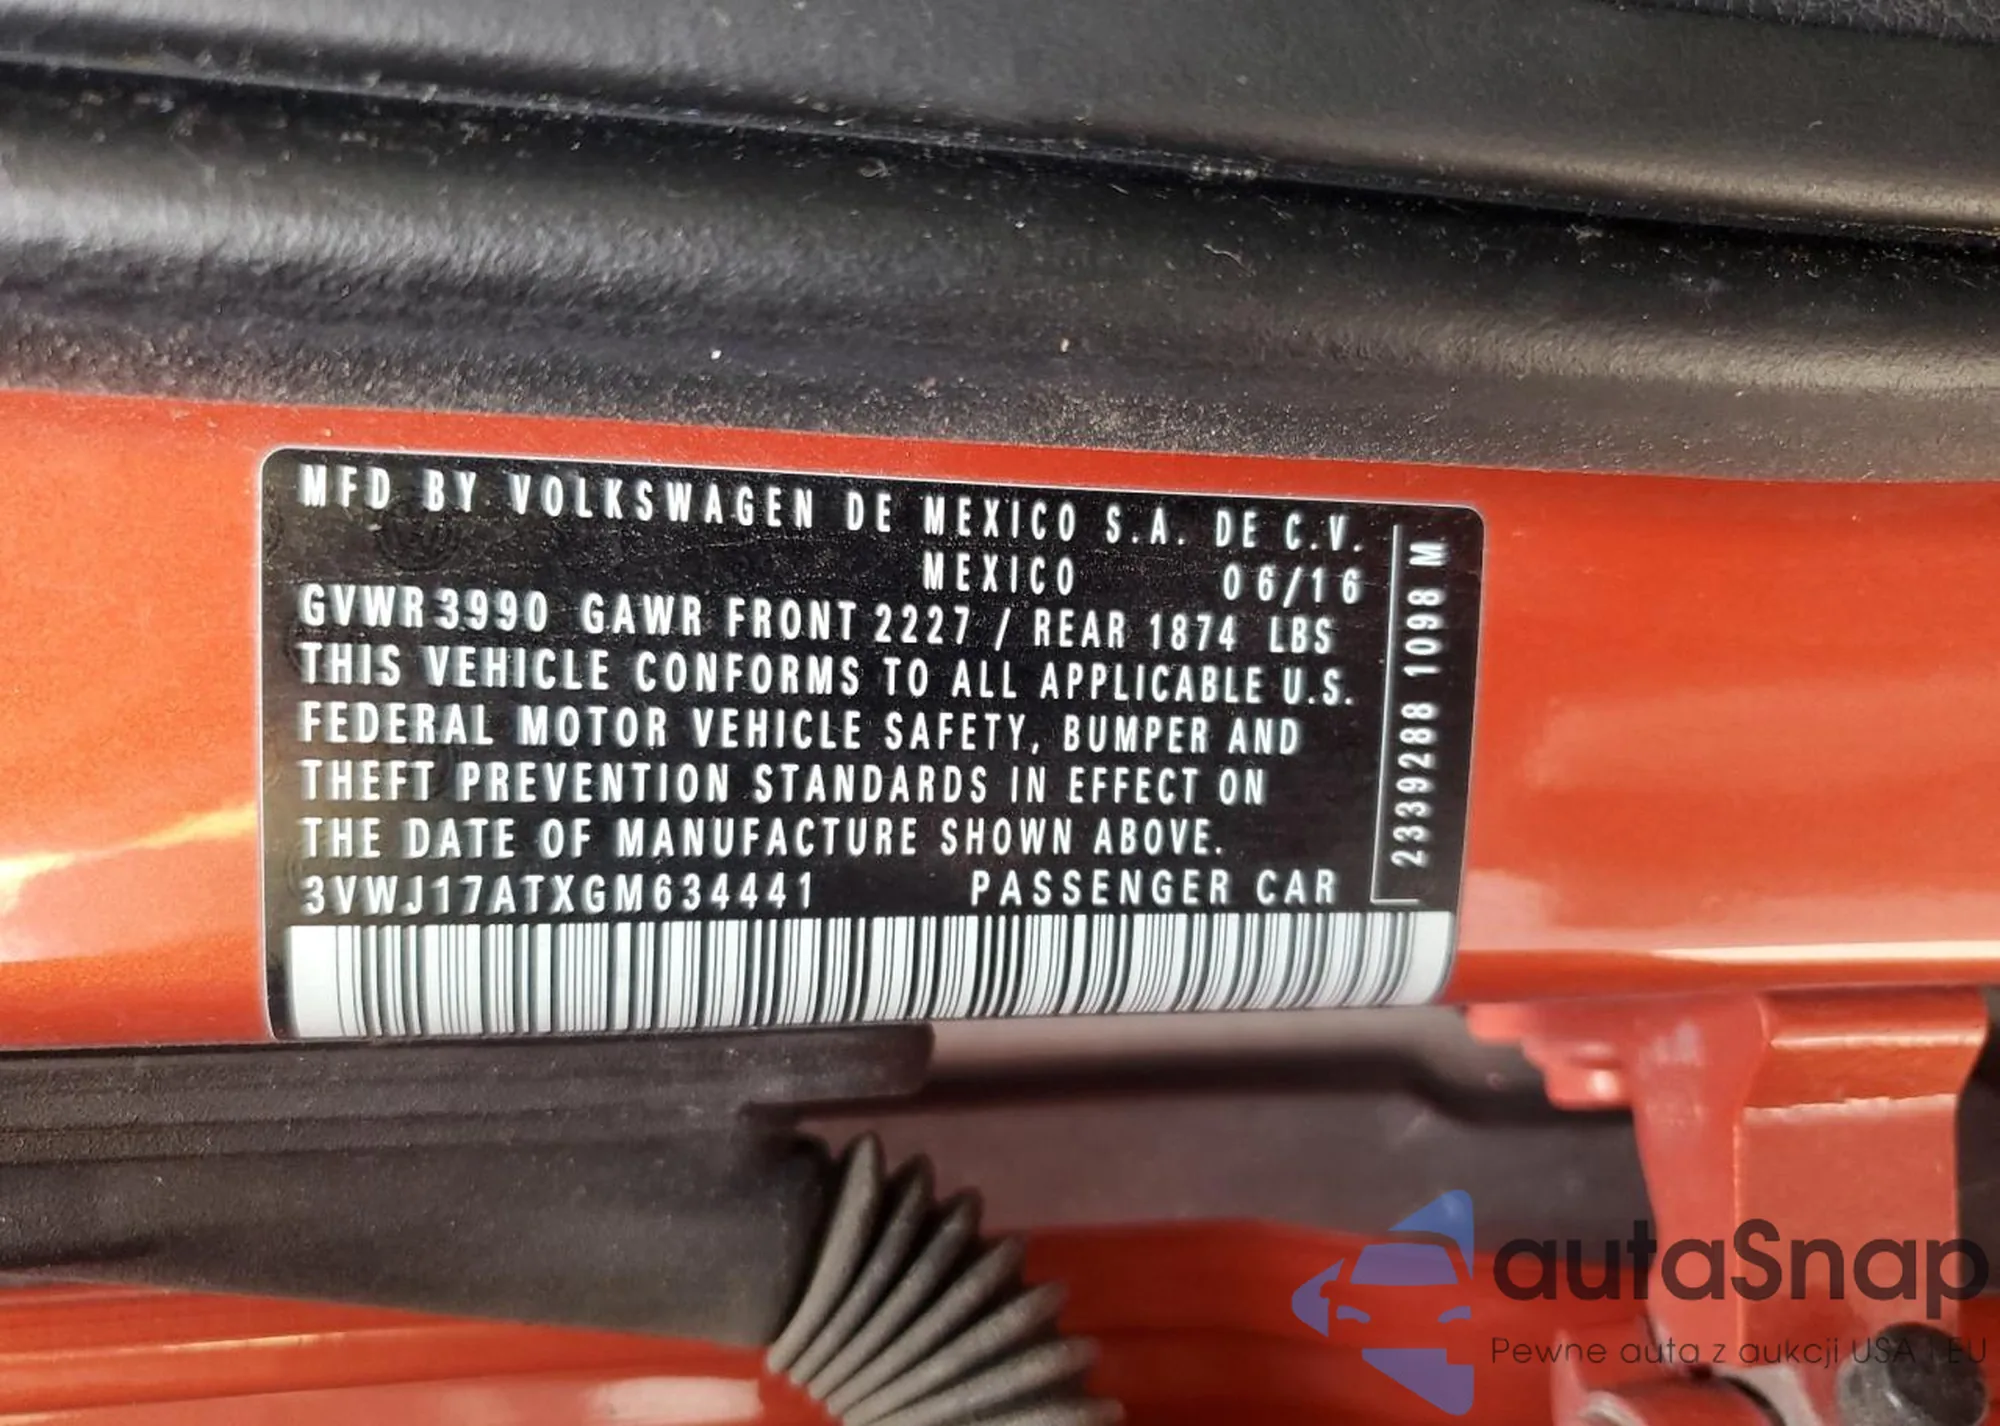 MFD BY VOLKSWAGEN DE MEXICO S.A. DE C.V.
MEXICO 06/16
GVWR3990 GAWR FRONT 2227 / REAR 1874 LBS
THIS VEHICLE CONFORMS TO ALL APPLICABLE U.S.
FEDERAL MOTOR VEHICLE SAFETY, BUMPER AND
THEFT PREVENTION STANDARDS IN EFFECT ON
THE DATE OF MANUFACTURE SHOWN ABOVE.
3VWJ17ATXGM634441 PASSENGER CAR
2339288 1098 M
autaSnap
Pewne auta z aukcji USA i EU